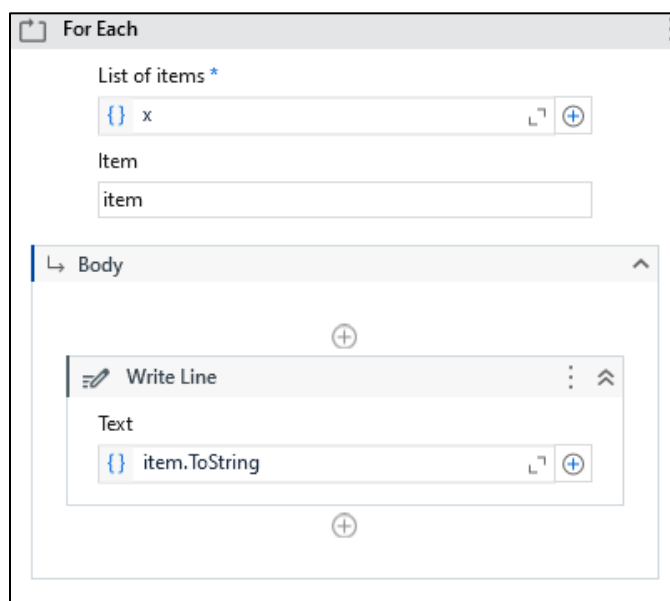 For Each
List of items *
{} x
Item
item
Body
Write Line
Text
{} item.ToString